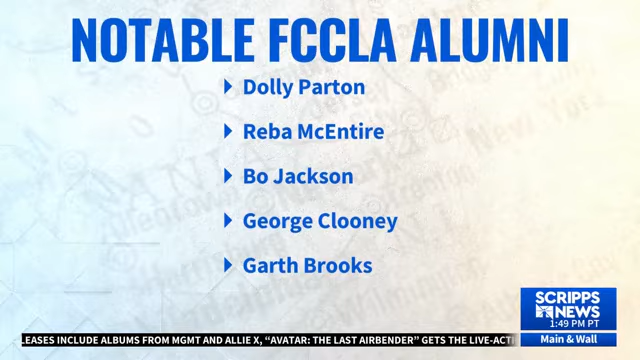 NOTABLE FCCLA ALUMNI
Dolly Parton
Reba McEntire
Bo Jackson
George Clooney
Garth Brooks
SCRIPPS
NEWS
1:49 PM PT
LEASES INCLUDE ALBUMS FROM MGMT AND ALLIE X, “AVATAR: THE LAST AIRBENDER” GETS THE LIVE-ACTI
Main & Wall